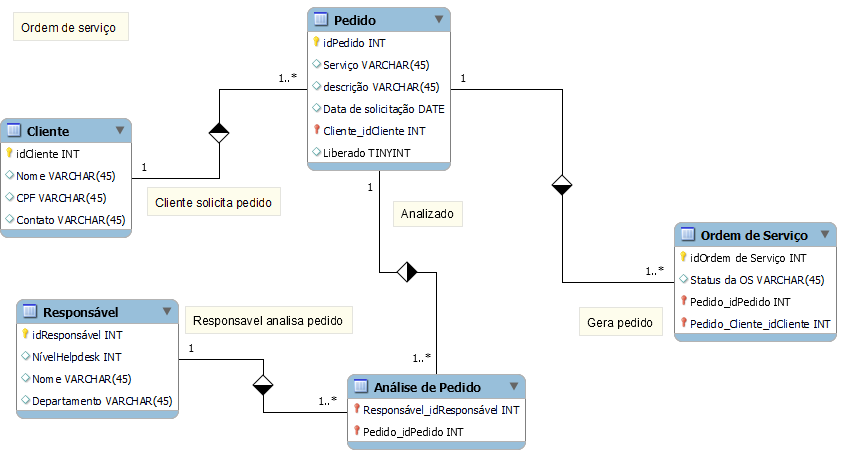 Ordem de serviço
Pedido
idPedido INT
Serviço VARCHAR(45)
descrição VARCHAR(45)
Data de solicitação DATE
Cliente_idCliente INT
Liberado TINYINT
1..*
1
1
Cliente
idCliente INT
Nome VARCHAR(45)
CPF VARCHAR(45)
Contato VARCHAR(45)
1
Cliente solicita pedido
Analizado
Ordem de Serviço
idOrdem de Serviço INT
Status da OS VARCHAR(45)
Pedido_idPedido INT
Pedido_Cliente_idCliente INT
1..*
Gera pedido
Responsável
idResponsável INT
NívelHelpdesk INT
Nome VARCHAR(45)
Departamento VARCHAR(45)
Responsavel analisa pedido
1
1..*
1..*
Análise de Pedido
Responsável_idResponsável INT
Pedido_idPedido INT